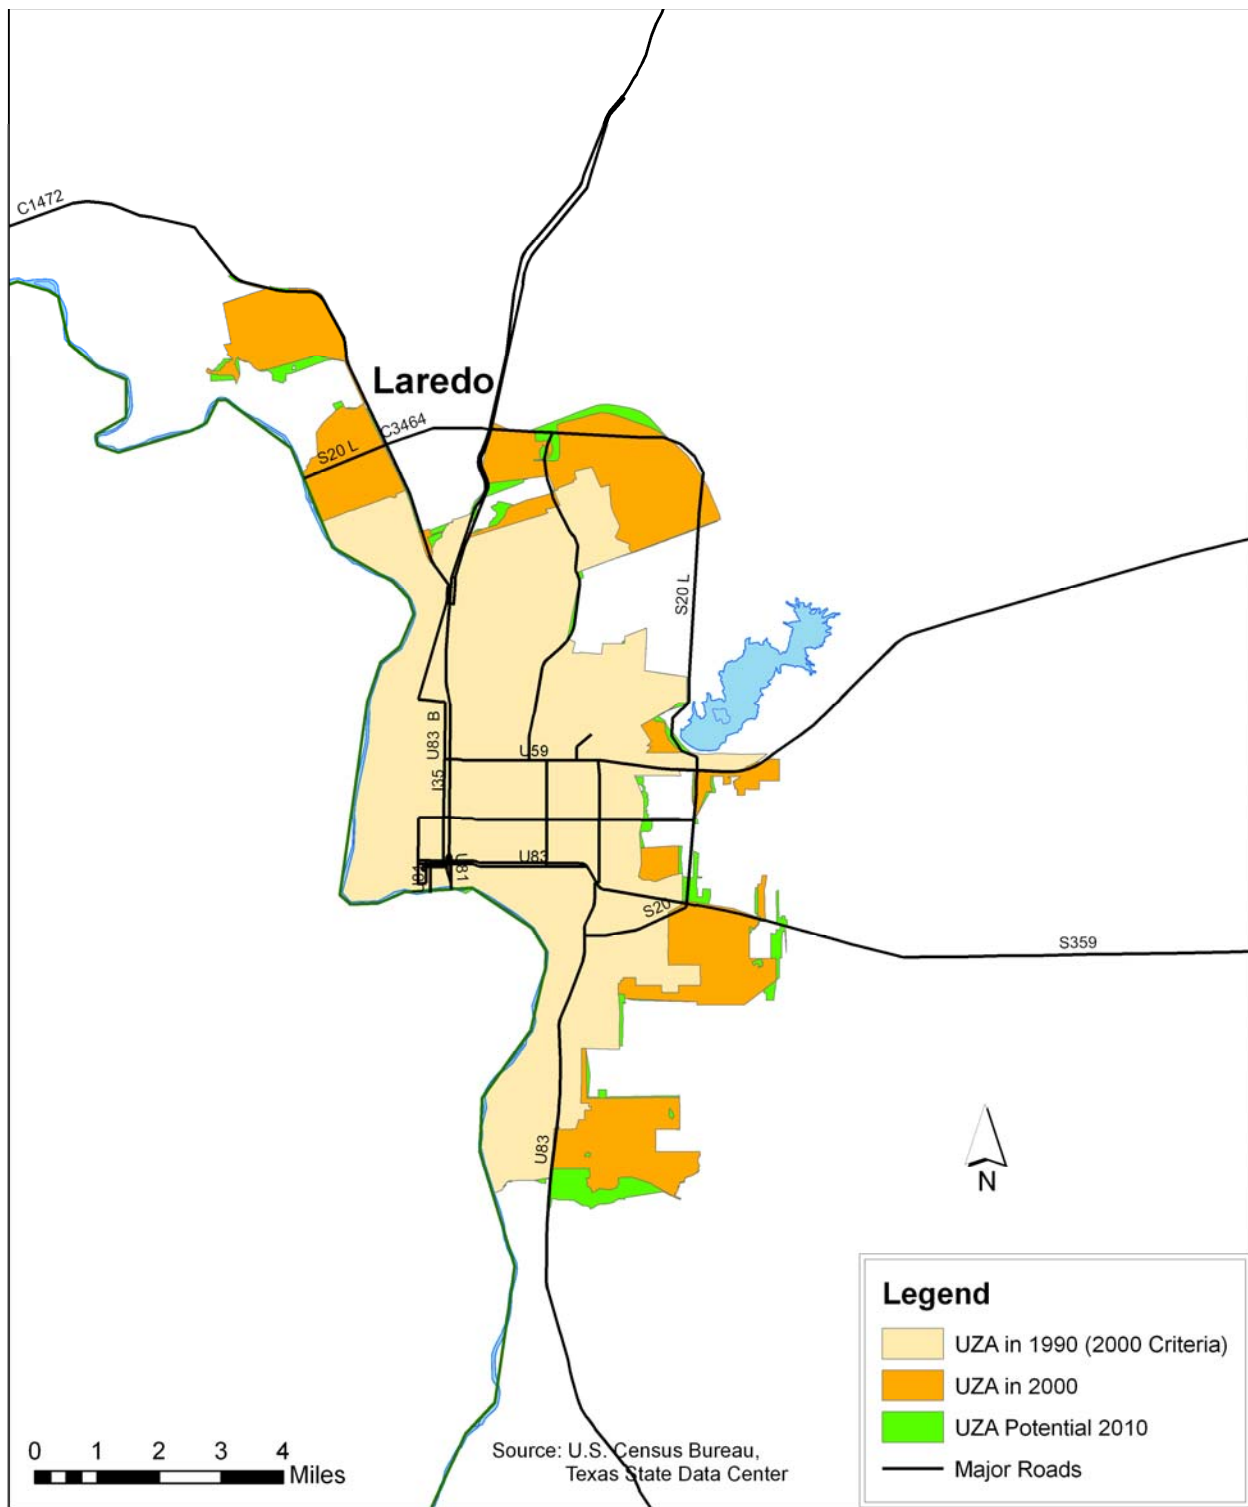 C1472
Laredo
C3464
S20 L
S20 L
U83 B
U59
I35
U83
U81
S20
S359
U83
N
Legend
UZA in 1990 (2000 Criteria)
UZA in 2000
UZA Potential 2010
Major Roads
0 1 2 3 4
Miles
Source: U.S. Census Bureau,
Texas State Data Center